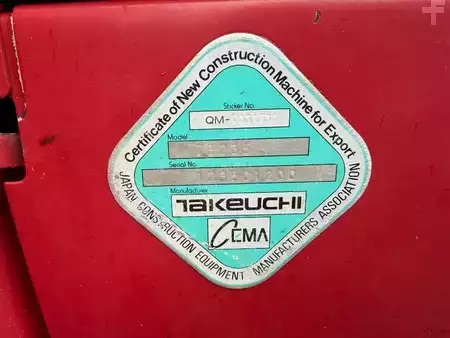 Certificate of New Construction Machine for Export
Sticker No.
QM-
Model
Serial No.
Manufacturer
TAKEUCHI
CEMA
JAPAN CONSTRUCTION EQUIPMENT MANUFACTURERS ASSOCIATION